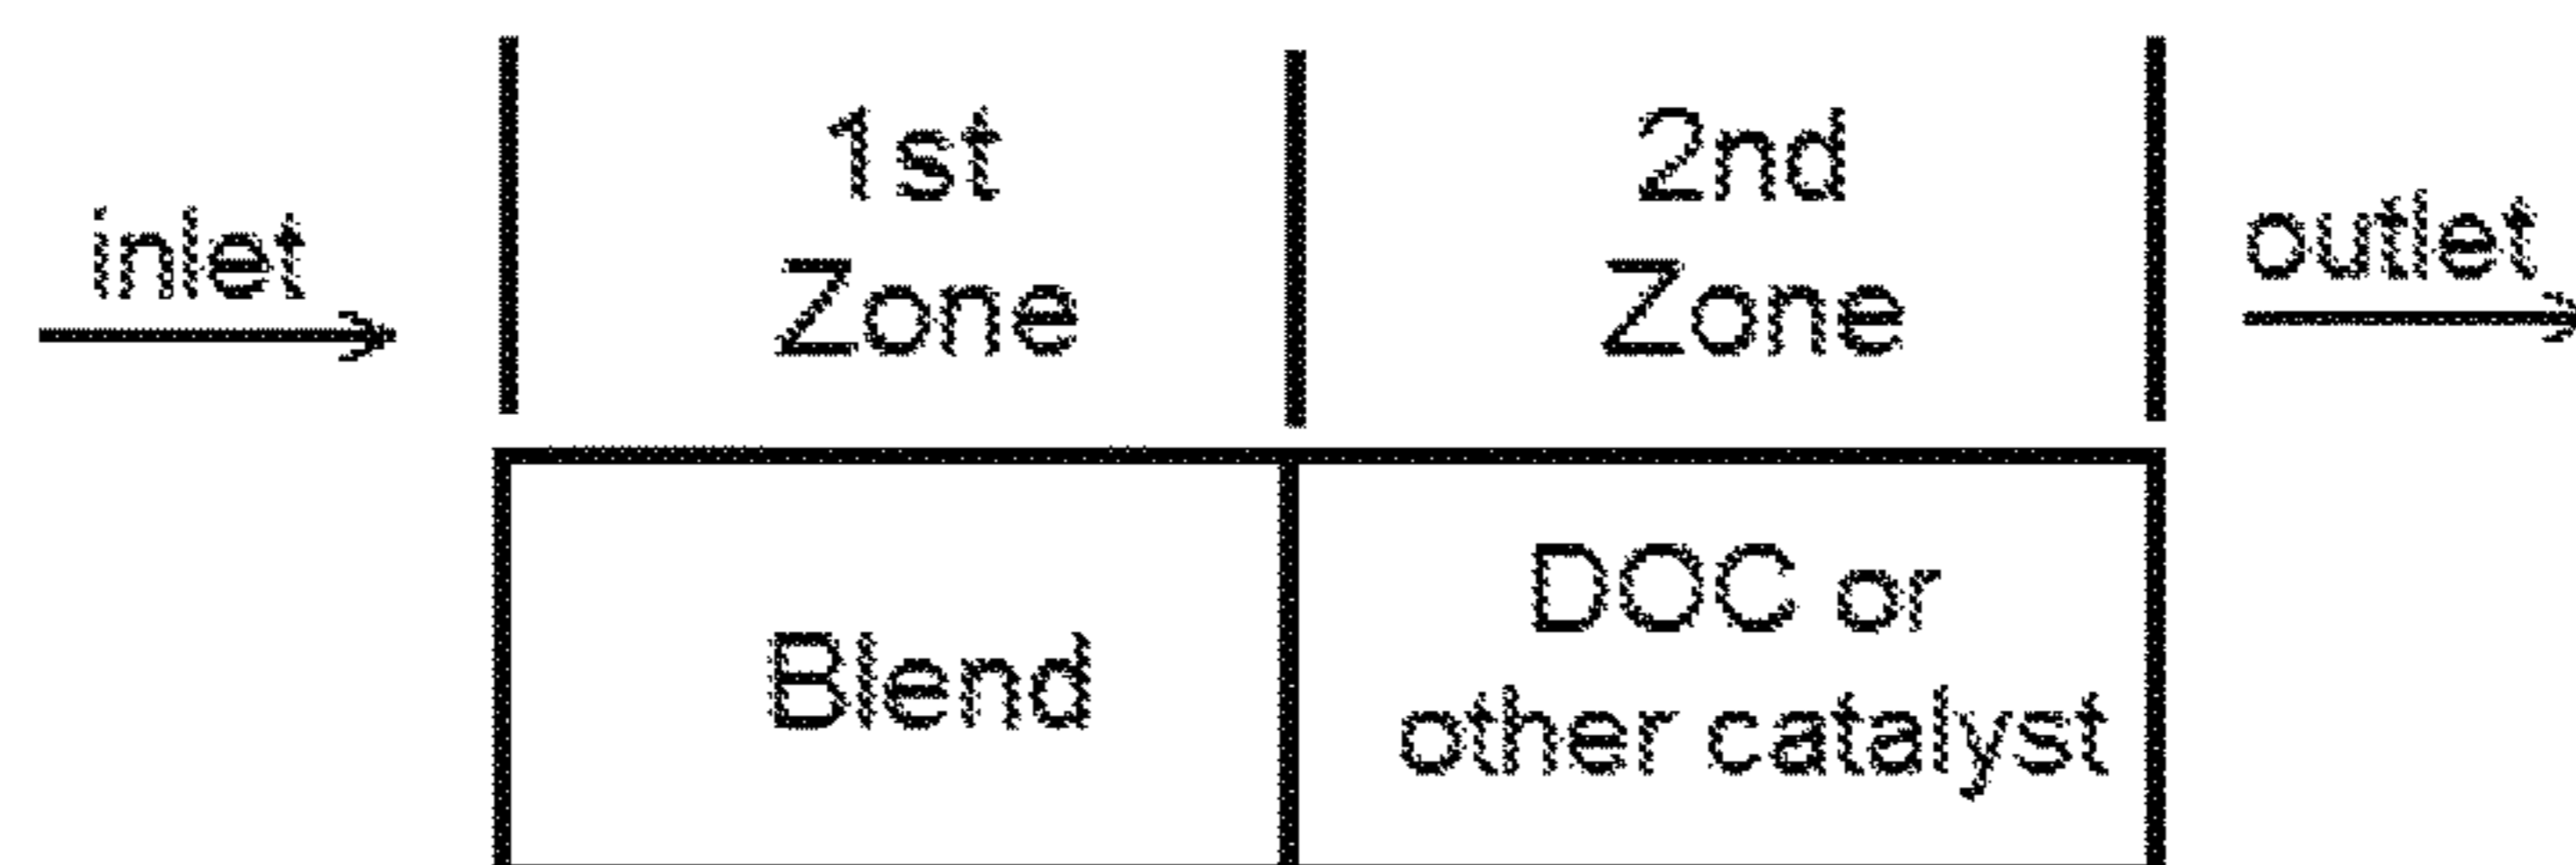 inlet
1st
Zone
2nd
Zone
outlet
Blend
DOC or
other catalyst